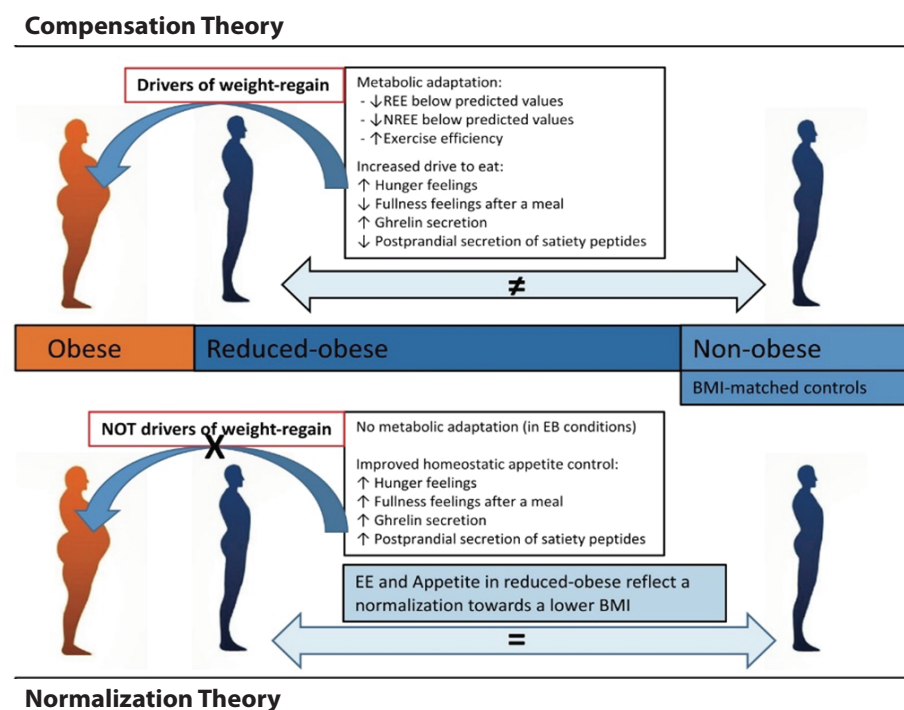 Compensation Theory
Drivers of weight-regain
Metabolic adaptation:
- ↓REE below predicted values
- ↓NREE below predicted values
- ↑Exercise efficiency
Increased drive to eat:
↑ Hunger feelings
↓ Fullness feelings after a meal
↑ Ghrelin secretion
↓ Postprandial secretion of satiety peptides
≠
Obese
Reduced-obese
Non-obese
BMI-matched controls
NOT drivers of weight-regain
X
No metabolic adaptation (in EB conditions)
Improved homeostatic appetite control:
↑ Hunger feelings
↑ Fullness feelings after a meal
↑ Ghrelin secretion
↑ Postprandial secretion of satiety peptides
EE and Appetite in reduced-obese reflect a
normalization towards a lower BMI
=
Normalization Theory